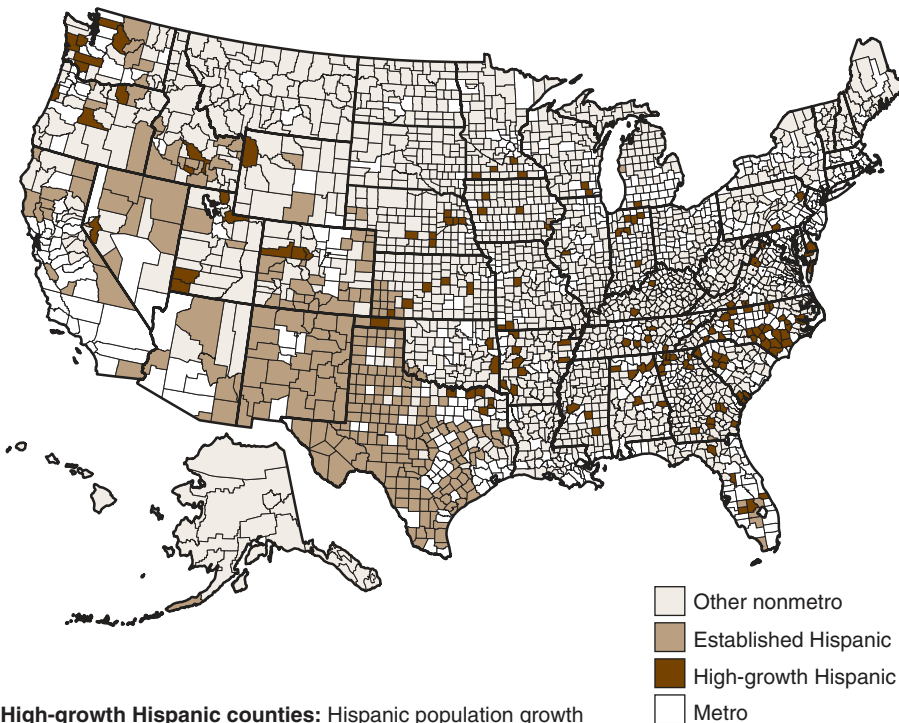 Other nonmetro
Established Hispanic
High-growth Hispanic
Metro
High-growth Hispanic counties: Hispanic population growth